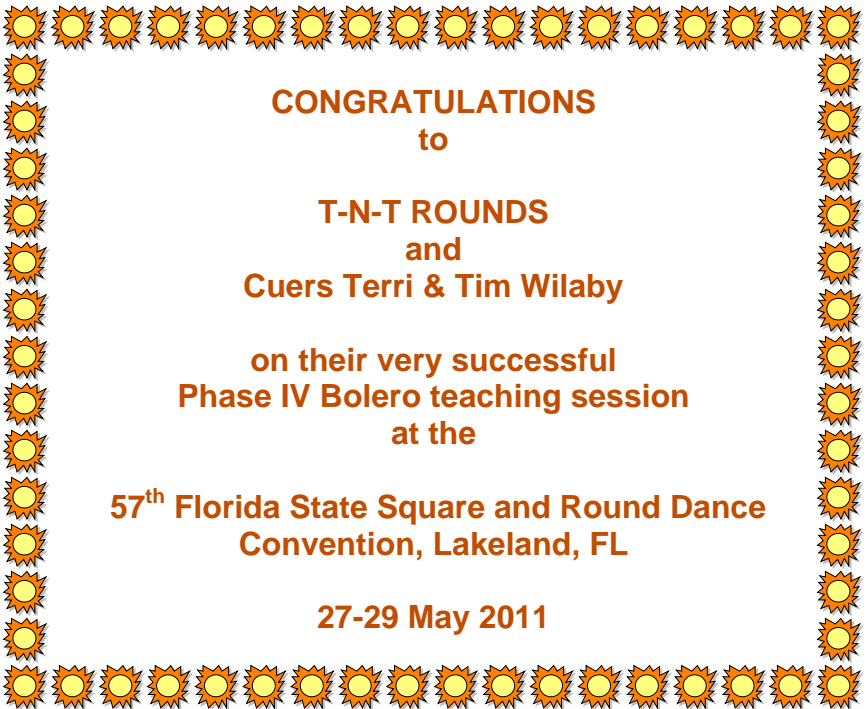 CONGRATULATIONS
to
T-N-T ROUNDS
and
Cuers Terri & Tim Wilaby
on their very successful
Phase IV Bolero teaching session
at the
57th Florida State Square and Round Dance
Convention, Lakeland, FL
27-29 May 2011